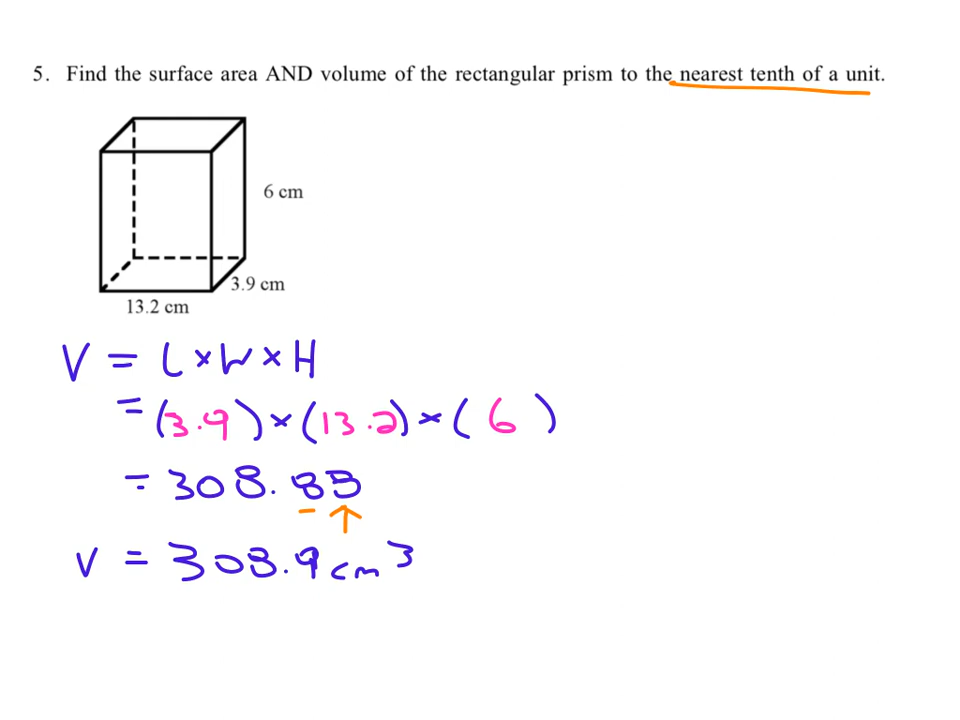 5. Find the surface area AND volume of the rectangular prism to the nearest tenth of a unit.
6 cm
3.9 cm
13.2 cm
V = L × W × H
= (3.9) × (13.2) × (6)
= 308.88
V = 308.9 cm³